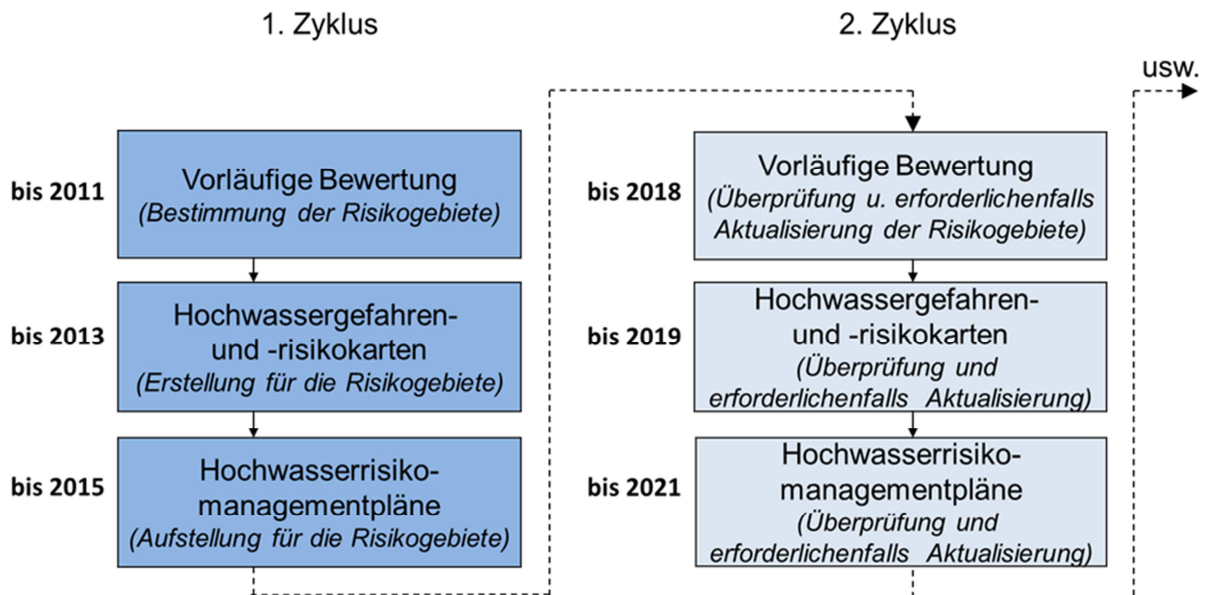 1. Zyklus
2. Zyklus
usw.
bis 2011
Vorläufige Bewertung
(Bestimmung der Risikogebiete)
bis 2013
Hochwassergefahren-
und -risikokarten
(Erstellung für die Risikogebiete)
bis 2015
Hochwasserrisiko-
managementpläne
(Aufstellung für die Risikogebiete)
bis 2018
Vorläufige Bewertung
(Überprüfung u. erforderlichenfalls
Aktualisierung der Risikogebiete)
bis 2019
Hochwassergefahren-
und -risikokarten
(Überprüfung und
erforderlichenfalls Aktualisierung)
bis 2021
Hochwasserrisiko-
managementpläne
(Überprüfung und
erforderlichenfalls Aktualisierung)